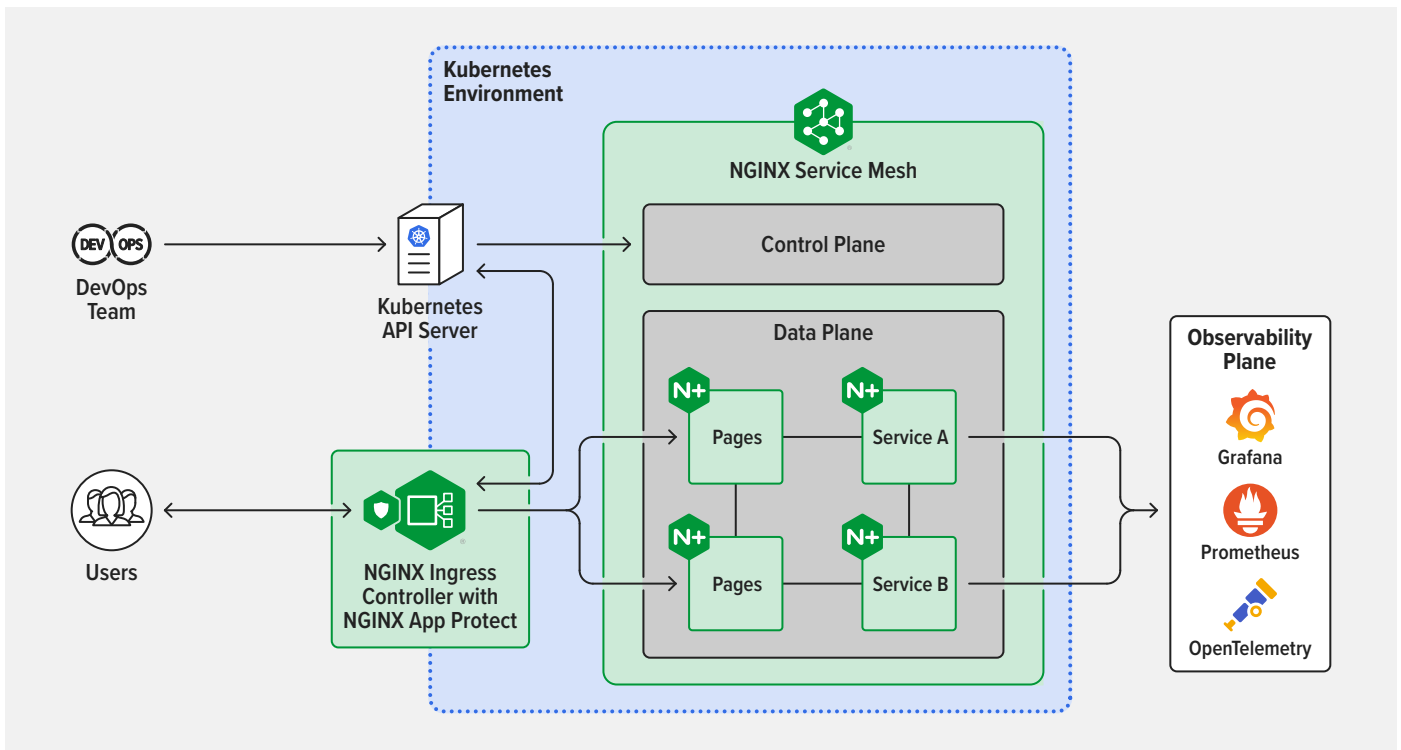 Kubernetes
Environment
NGINX Service Mesh
Control Plane
DEV OPS
DevOps
Team
Kubernetes
API Server
Data Plane
N+
N+
Pages
Service A
N+
N+
Pages
Service B
Users
NGINX Ingress
Controller with
NGINX App Protect
Observability
Plane
Grafana
Prometheus
OpenTelemetry